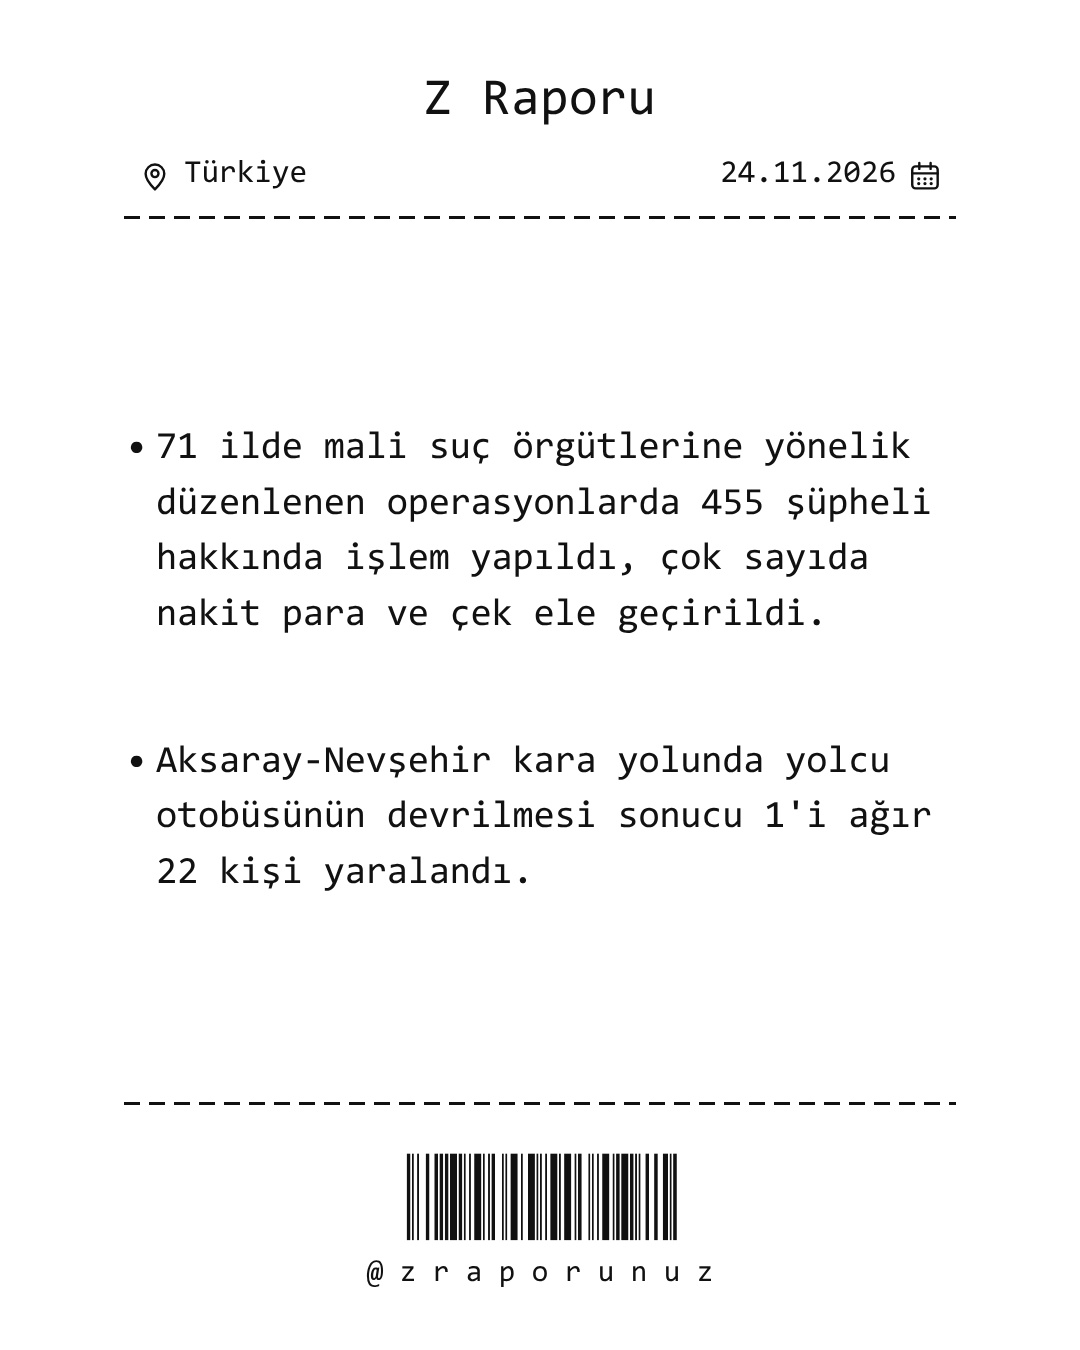 Z Raporu
Türkiye
24.11.2026
• 71 ilde mali suç örgütlerine yönelik
düzenlenen operasyonlarda 455 şüpheli
hakkında işlem yapıldı, çok sayıda
nakit para ve çek ele geçirildi.
• Aksaray-Nevşehir kara yolunda yolcu
otobüsünün devrilmesi sonucu 1'i ağır
22 kişi yaralandı.
@zraporunuz